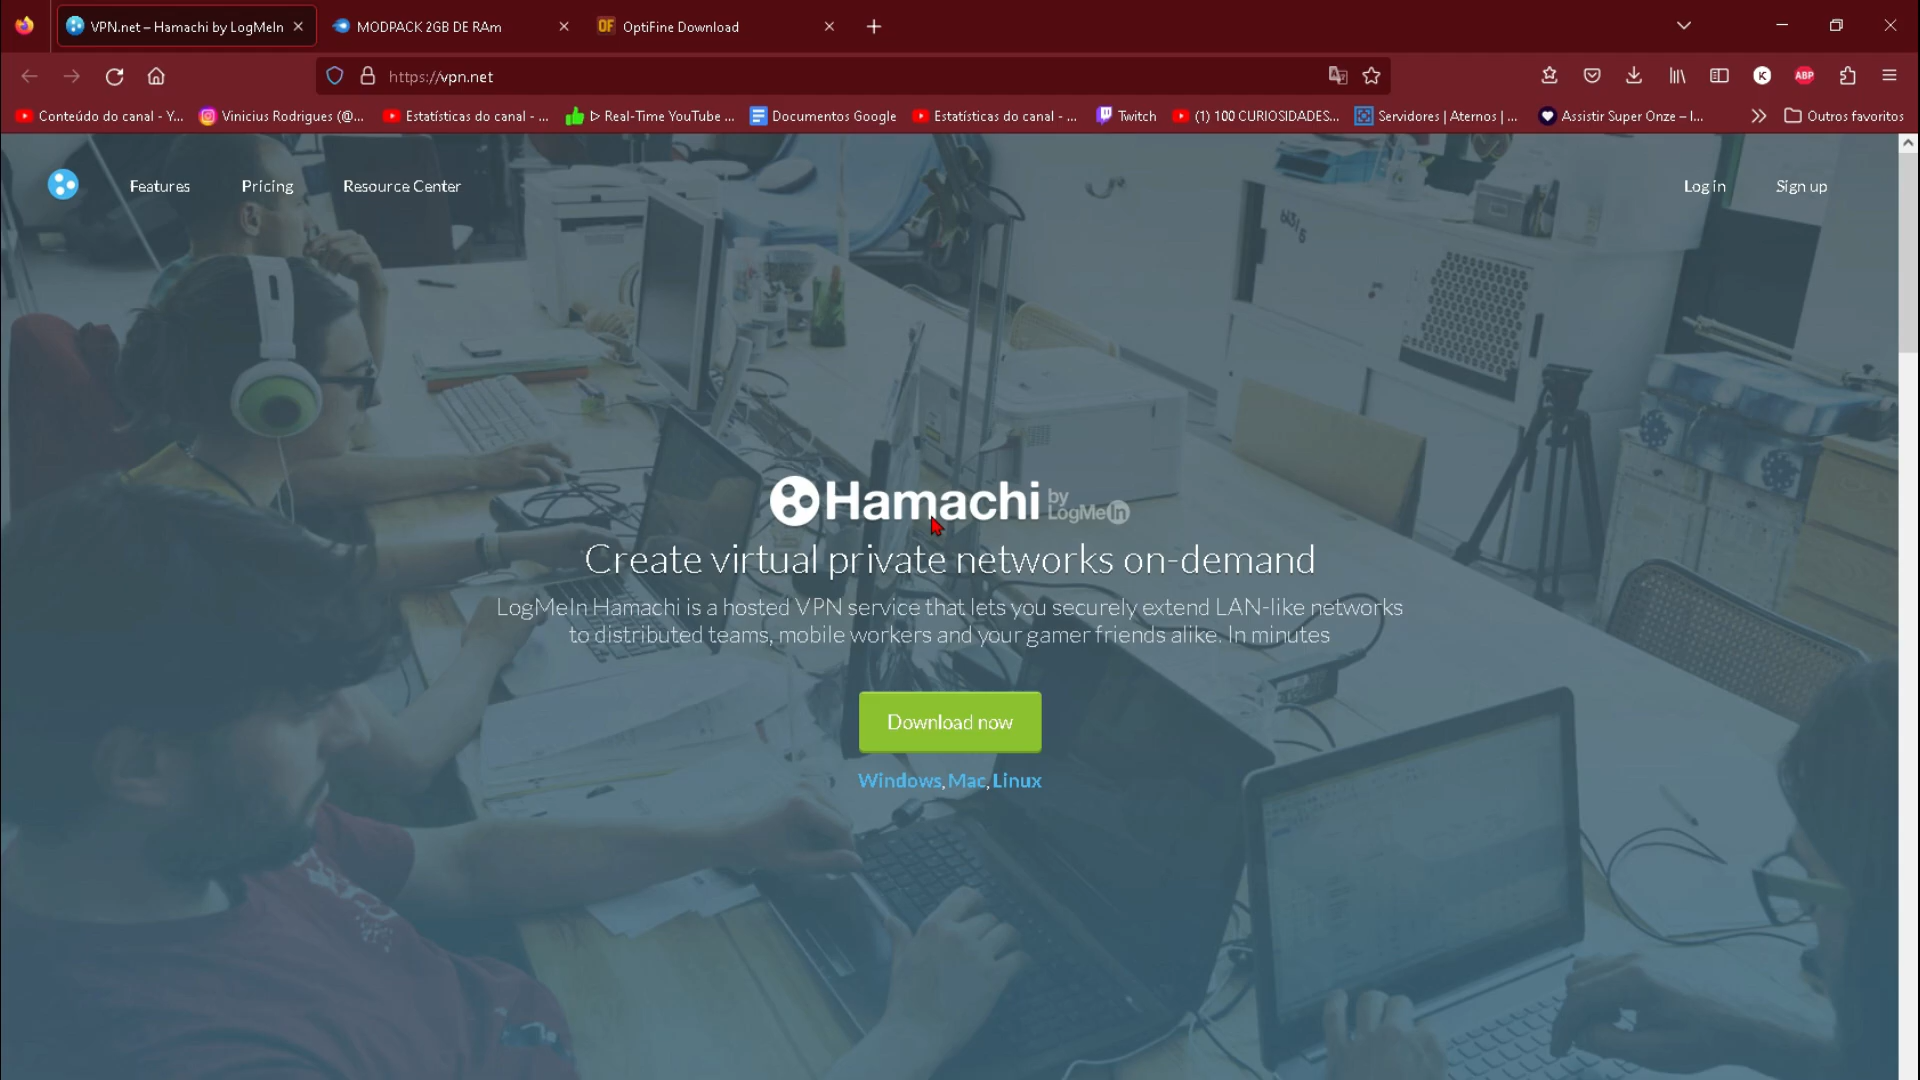 VPN.net – Hamachi by LogMeIn
MODPACK 2GB DE RAm
OF OptiFine Download
https://vpn.net
K
ABP
Conteúdo do canal - Y...
Vinicius Rodrigues (@...
Estatísticas do canal - ...
▷ Real-Time YouTube ...
Documentos Google
Estatísticas do canal - ...
Twitch
(1) 100 CURIOSIDADES...
Servidores | Aternos | ...
Assistir Super Onze – I...
Outros favoritos
Features
Pricing
Resource Center
Log in
Sign up
Hamachi by LogMeIn
Create virtual private networks on-demand
LogMeIn Hamachi is a hosted VPN service that lets you securely extend LAN-like networks
to distributed teams, mobile workers and your gamer friends alike. In minutes
Download now
Windows, Mac, Linux